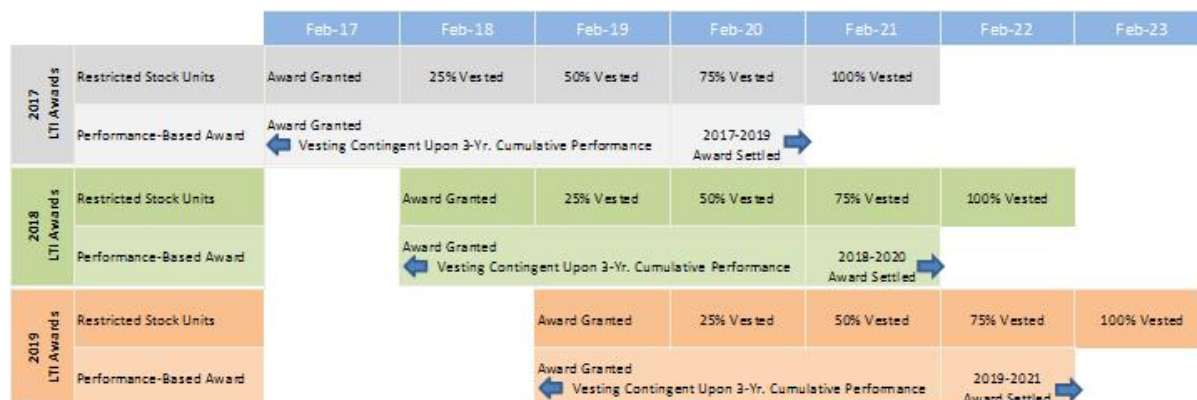 Feb-17 Feb-18 Feb-19 Feb-20 Feb-21 Feb-22 Feb-23
2017
LTI Awards
Restricted Stock Units Award Granted 25% Vested 50% Vested 75% Vested 100% Vested
Performance-Based Award
Award Granted
Vesting Contingent Upon 3-Yr. Cumulative Performance
2017-2019
Award Settled
2018
LTI Awards
Restricted Stock Units Award Granted 25% Vested 50% Vested 75% Vested 100% Vested
Performance-Based Award
Award Granted
Vesting Contingent Upon 3-Yr. Cumulative Performance
2018-2020
Award Settled
2019
LTI Awards
Restricted Stock Units Award Granted 25% Vested 50% Vested 75% Vested 100% Vested
Performance-Based Award
Award Granted
Vesting Contingent Upon 3-Yr. Cumulative Performance
2019-2021
Award Settled